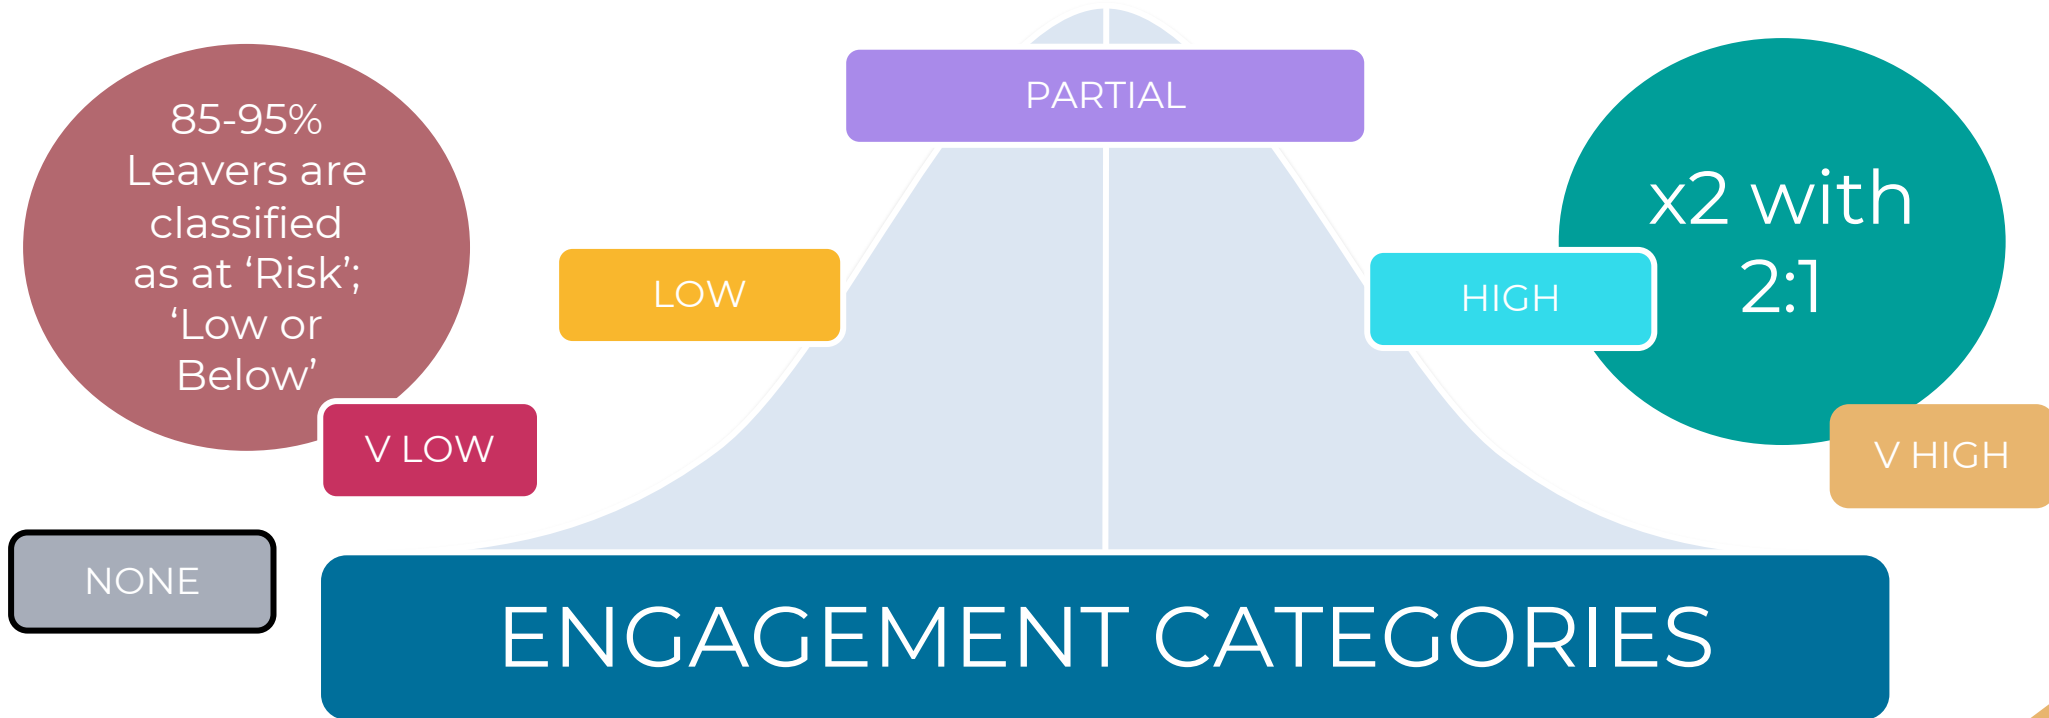 85-95%
Leavers are
classified
as at ‘Risk’;
‘Low or
Below’
V LOW
NONE
LOW
PARTIAL
HIGH
x2 with
2:1
V HIGH
ENGAGEMENT CATEGORIES